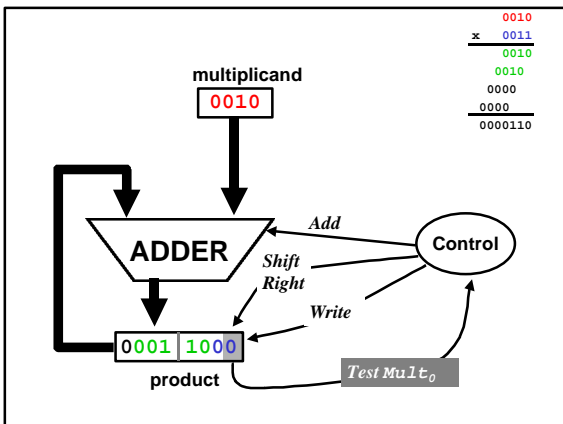 0010
x 0011
0010
0010
0000
0000
0000110
multiplicand
0010
ADDER
Add
Control
Shift
Right
Write
0001 1000
product
Test Mult0